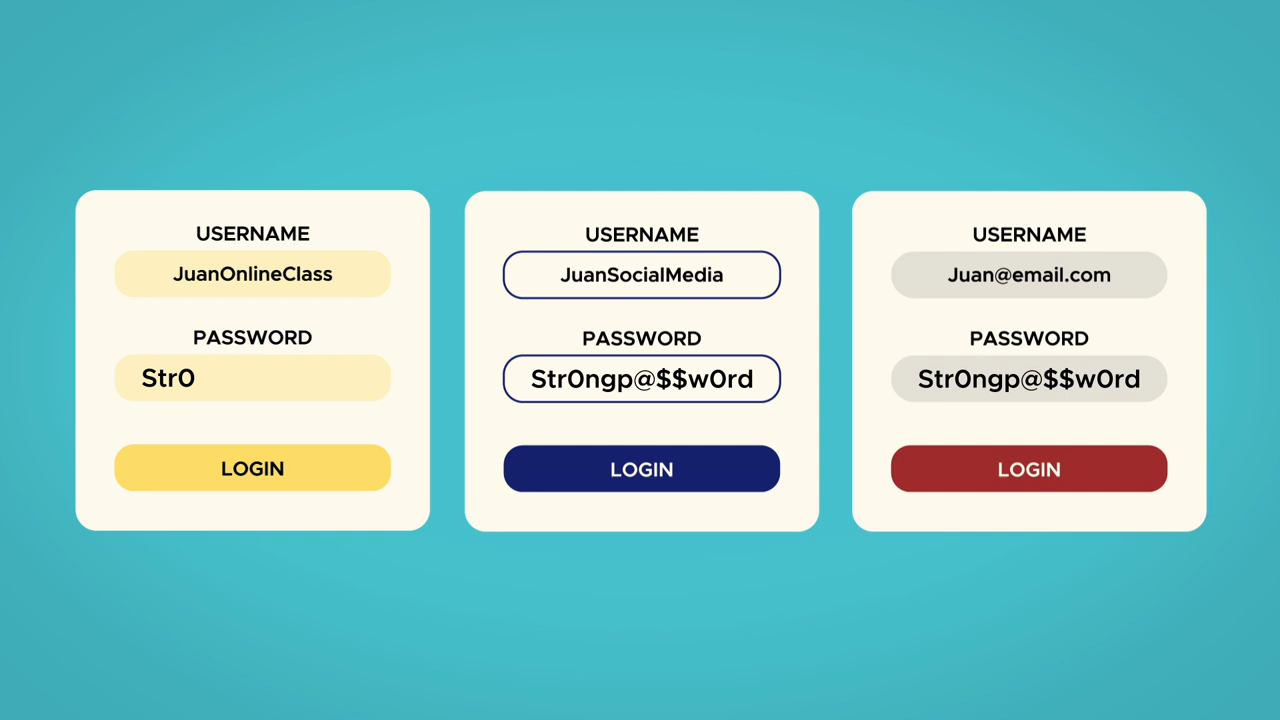 USERNAME
JuanOnlineClass
PASSWORD
Str0
LOGIN
USERNAME
JuanSocialMedia
PASSWORD
Str0ngp@$$w0rd
LOGIN
USERNAME
Juan@email.com
PASSWORD
Str0ngp@$$w0rd
LOGIN